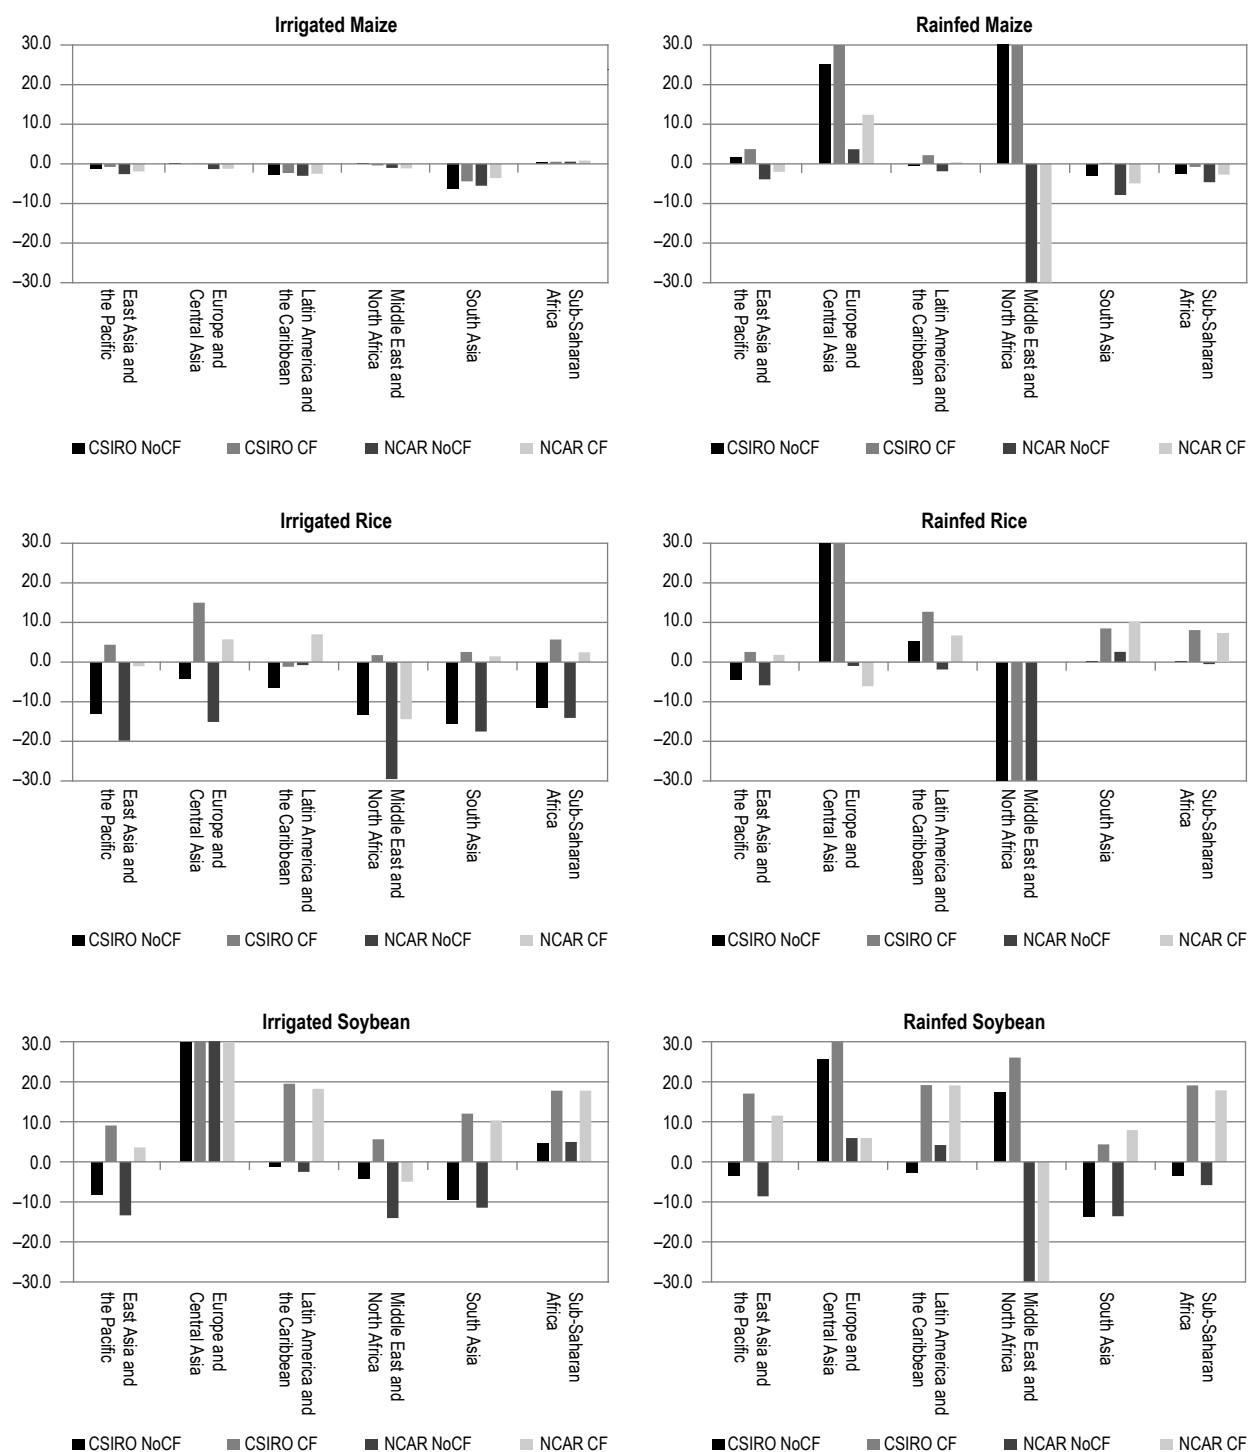 Irrigated Maize
30.0
20.0
10.0
0.0
–10.0
–20.0
–30.0
East Asia and
the Pacific
Europe and
Central Asia
Latin America and
the Caribbean
Middle East and
North Africa
South Asia
Sub-Saharan
Africa
CSIRO NoCF CSIRO CF NCAR NoCF NCAR CF
Rainfed Maize
30.0
20.0
10.0
0.0
–10.0
–20.0
–30.0
East Asia and
the Pacific
Europe and
Central Asia
Latin America and
the Caribbean
Middle East and
North Africa
South Asia
Sub-Saharan
Africa
CSIRO NoCF CSIRO CF NCAR NoCF NCAR CF
Irrigated Rice
30.0
20.0
10.0
0.0
–10.0
–20.0
–30.0
East Asia and
the Pacific
Europe and
Central Asia
Latin America and
the Caribbean
Middle East and
North Africa
South Asia
Sub-Saharan
Africa
CSIRO NoCF CSIRO CF NCAR NoCF NCAR CF
Rainfed Rice
30.0
20.0
10.0
0.0
–10.0
–20.0
–30.0
East Asia and
the Pacific
Europe and
Central Asia
Latin America and
the Caribbean
Middle East and
North Africa
South Asia
Sub-Saharan
Africa
CSIRO NoCF CSIRO CF NCAR NoCF NCAR CF
Irrigated Soybean
30.0
20.0
10.0
0.0
–10.0
–20.0
–30.0
East Asia and
the Pacific
Europe and
Central Asia
Latin America and
the Caribbean
Middle East and
North Africa
South Asia
Sub-Saharan
Africa
CSIRO NoCF CSIRO CF NCAR NoCF NCAR CF
Rainfed Soybean
30.0
20.0
10.0
0.0
–10.0
–20.0
–30.0
East Asia and
the Pacific
Europe and
Central Asia
Latin America and
the Caribbean
Middle East and
North Africa
South Asia
Sub-Saharan
Africa
CSIRO NoCF CSIRO CF NCAR NoCF NCAR CF